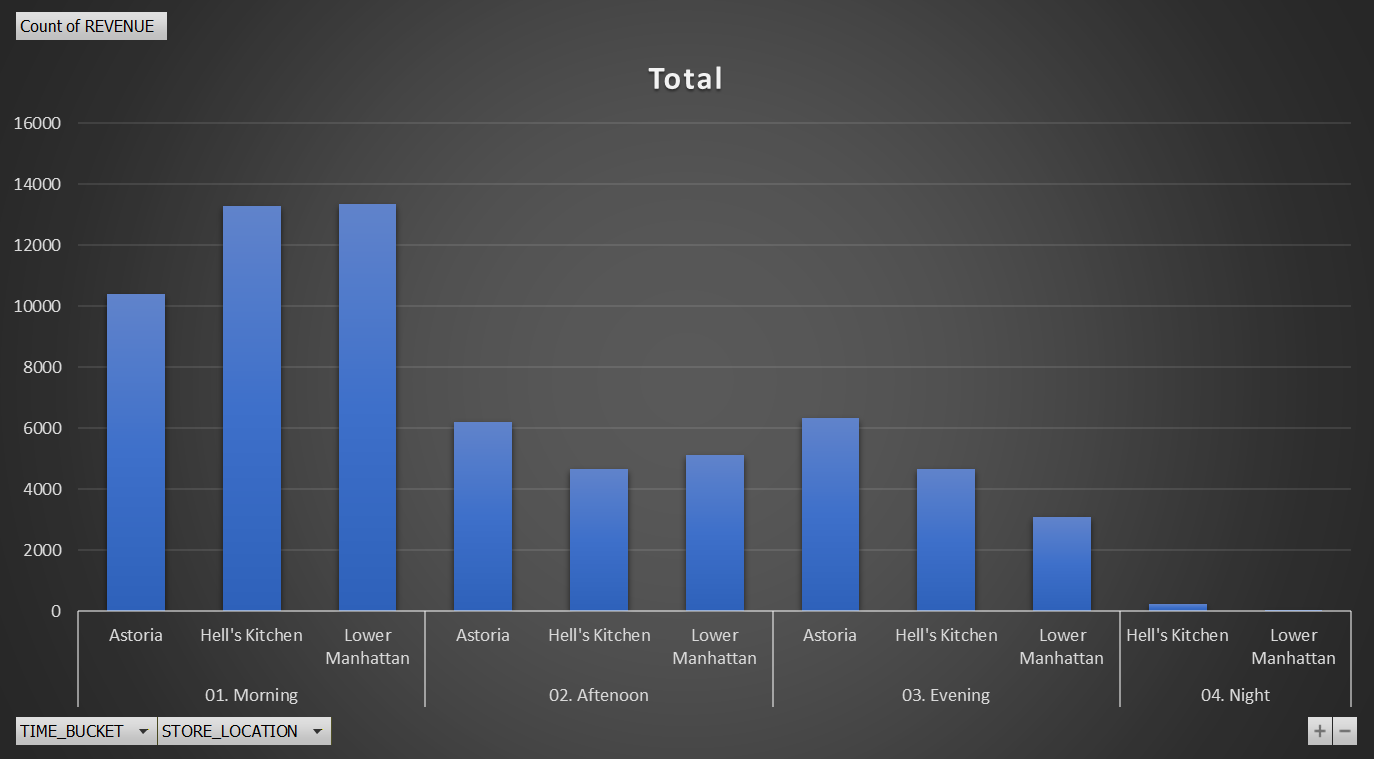 Count of REVENUE
Total
16000
14000
12000
10000
8000
6000
4000
2000
0
Astoria Hell's Kitchen Lower Manhattan Astoria Hell's Kitchen Lower Manhattan Astoria Hell's Kitchen Lower Manhattan Hell's Kitchen Lower Manhattan
01. Morning 02. Aftenoon 03. Evening 04. Night
TIME_BUCKET STORE_LOCATION + −